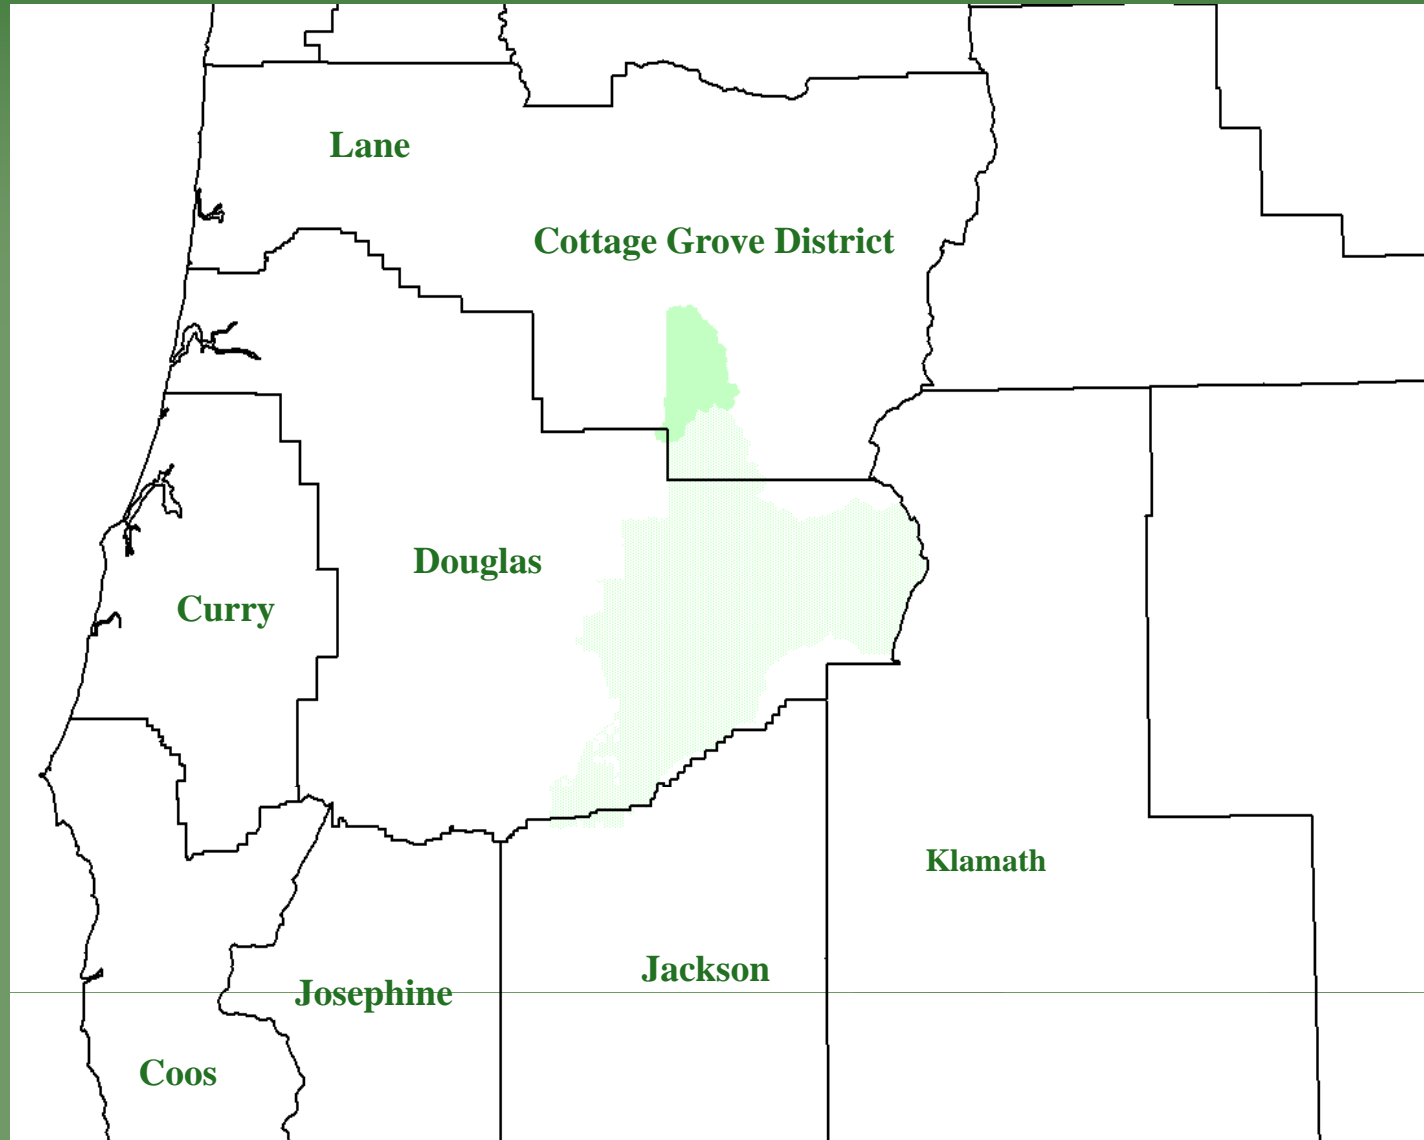 Lane
Cottage Grove District
Douglas
Curry
Klamath
Jackson
Josephine
Coos